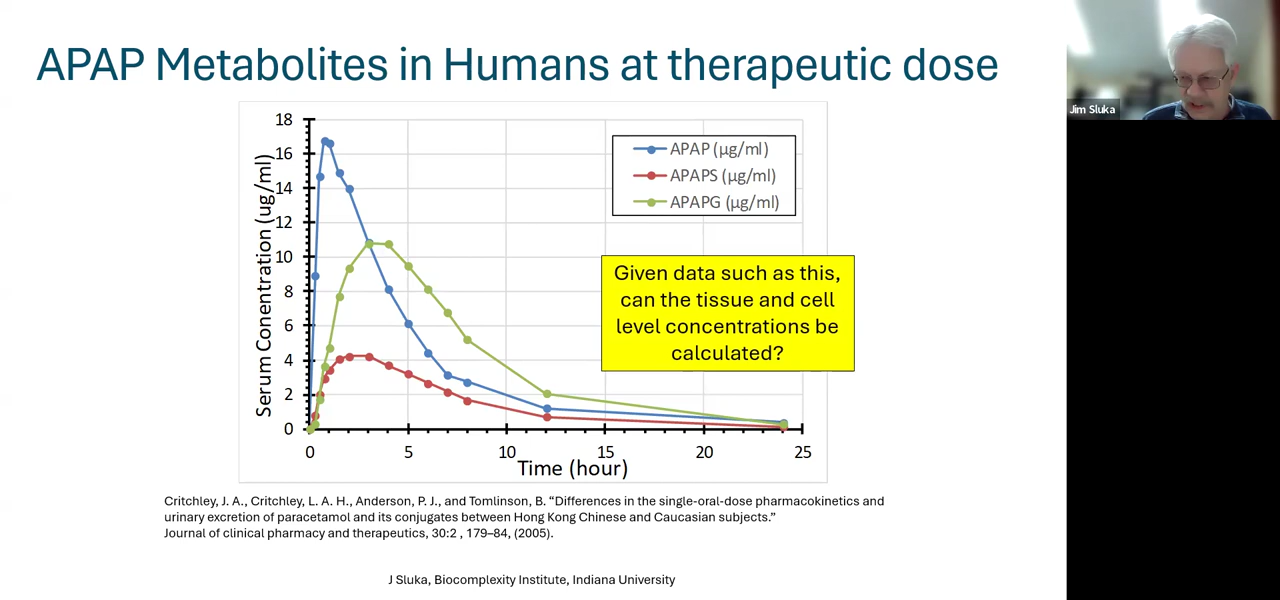 APAP Metabolites in Humans at therapeutic dose
Jim Sluka
18
16
14
12
10
8
6
4
2
0
Serum Conentration (ug/ml)
APAP (µg/ml)
APAPS (µg/ml)
APAPG (µg/ml)
Given data such as this,
can the tissue and cell
level concentrations be
calculated?
0 5 10 15 20 25
Time (hour)
Critchley, J. A., Critchley, L. A. H., Anderson, P. J., and Tomlinson, B. “Differences in the single-oral-dose pharmacokinetics and
urinary excretion of paracetamol and its conjugates between Hong Kong Chinese and Caucasian subjects.”
Journal of clinical pharmacy and therapeutics, 30:2 , 179–84, (2005).
J Sluka, Biocomplexity Institute, Indiana University